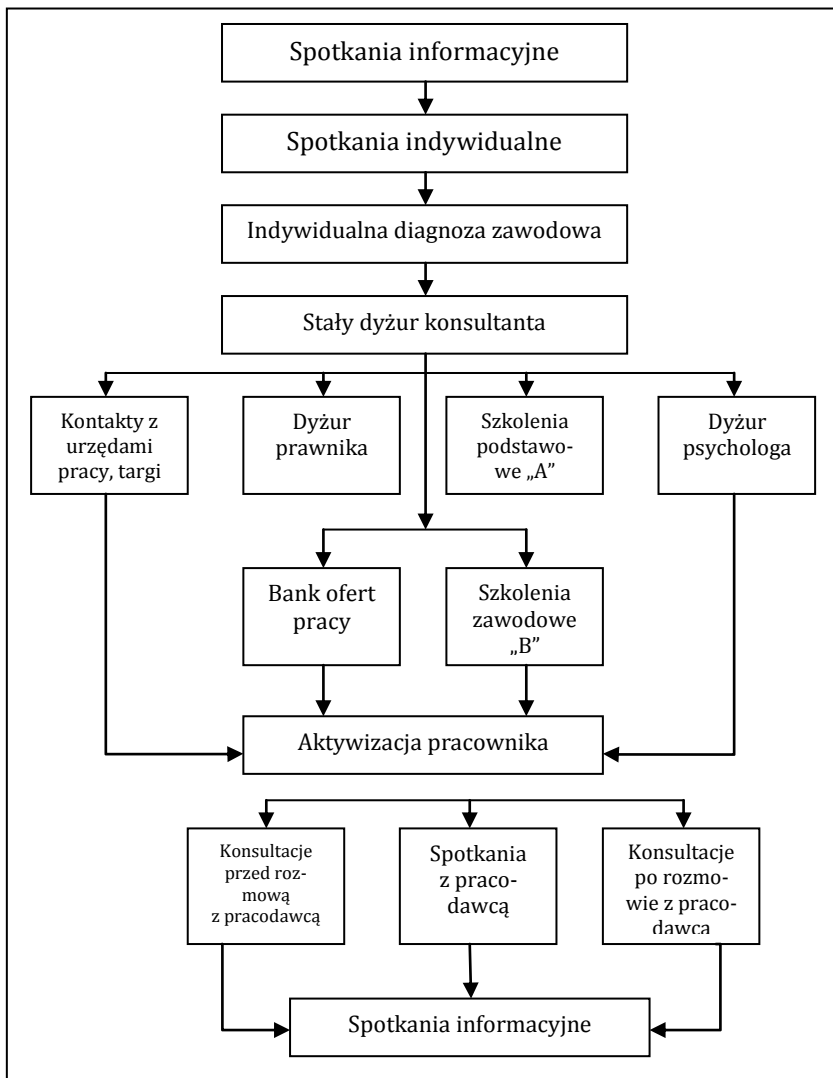 Spotkania informacyjne
Spotkania indywidualne
Indywidualna diagnoza zawodowa
Stały dyżur konsultanta
Kontakty z
urzędami
pracy, targi
Dyżur
prawnika
Szkolenia
podstawo-
we „A”
Dyżur
psychologa
Bank ofert
pracy
Szkolenia
zawodowe
„B”
Aktywizacja pracownika
Konsultacje
przed roz-
mową
z pracodawcą
Spotkania
z praco-
dawcą
Konsultacje
po rozmo-
wie z praco-
dawcą
Spotkania informacyjne